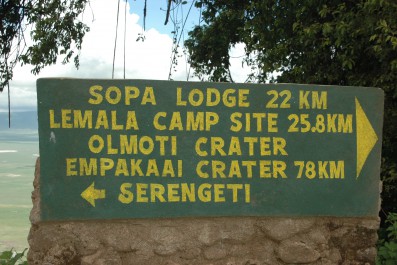 SOPA LODGE 22 KM
LEMALA CAMP SITE 25.8KM
OLMOTI CRATER
EMPAKAAI CRATER 78KM
SERENGETI